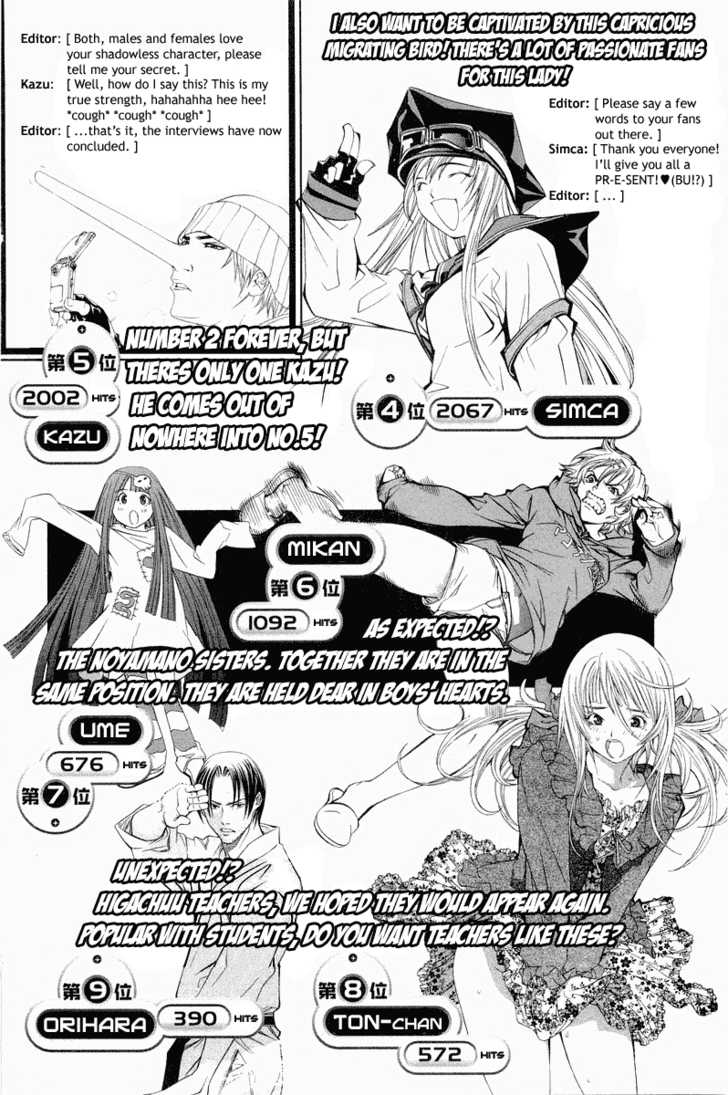 Editor: [ Both, males and females love
your shadowless character, please
tell me your secret. ]
Kazu: [ Well, how do I say this? This is my
true strength, hahahahha hee hee!
*cough* *cough* *cough* ]
Editor: [ ...that's it, the interviews have now
concluded. ]
I ALSO WANT TO BE CAPTIVATED BY THIS CAPRICIOUS
MIGRATING BIRD! THERE'S A LOT OF PASSIONATE FANS
FOR THIS LADY!
Editor: [ Please say a few
words to your fans
out there. ]
Simca: [ Thank you everyone!
I'll give you all a
PR-E-SENT!♥(BU!?) ]
Editor: [ ... ]
NUMBER 2 FOREVER, BUT
THERES ONLY ONE KAZU!
HE COMES OUT OF
NOWHERE INTO NO.5!
第5位
2002 HITS
KAZU
第4位
2067 HITS
SIMCA
MIKAN
第6位
1092 HITS
AS EXPECTED!?
THE NOYAMANO SISTERS. TOGETHER THEY ARE IN THE
SAME POSITION. THEY ARE HELD DEAR IN BOYS' HEARTS.
UME
676 HITS
第7位
UNEXPECTED!?
HIGACHUU TEACHERS, WE HOPED THEY WOULD APPEAR AGAIN.
POPULAR WITH STUDENTS, DO YOU WANT TEACHERS LIKE THESE?
第9位
ORIHARA
390 HITS
第8位
TON-CHAN
572 HITS